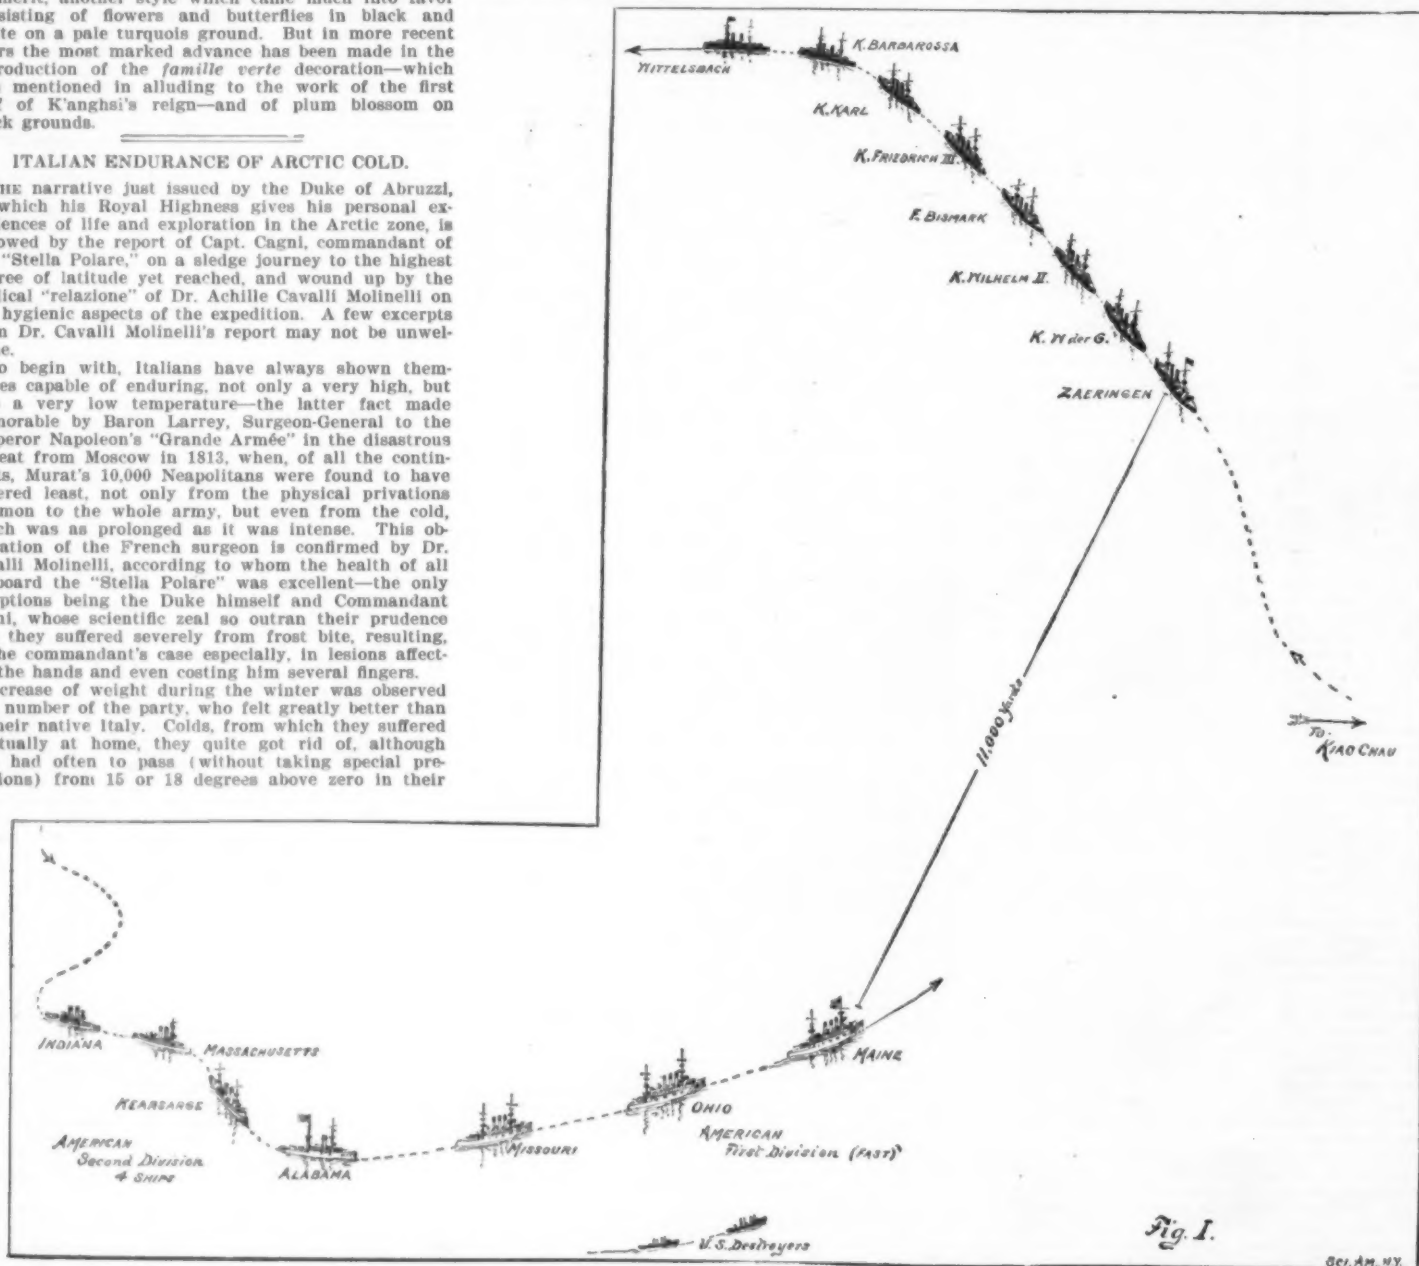 another style which came much into favor
sisting of flowers and butterflies in black and
te on a pale turquois ground. But in more recent
rs the most marked advance has been made in the
roduction of the famille verte decoration—which
mentioned in alluding to the work of the first
of K'anghsi's reign—and of plum blossom on
ck grounds.
ITALIAN ENDURANCE OF ARCTIC COLD.
HE narrative just issued by the Duke of Abruzzi,
which his Royal Highness gives his personal ex-
iences of life and exploration in the Arctic zone, is
owed by the report of Capt. Cagni, commandant of
"Stella Polare," on a sledge journey to the highest
ree of latitude yet reached, and wound up by the
lical "relazione" of Dr. Achille Cavalli Molinelli on
hygienic aspects of the expedition. A few excerpts
n Dr. Cavalli Molinelli's report may not be unwel-
e.
o begin with, Italians have always shown them-
es capable of enduring, not only a very high, but
a very low temperature—the latter fact made
morable by Baron Larrey, Surgeon-General to the
peror Napoleon's "Grande Armée" in the disastrous
eat from Moscow in 1813, when, of all the contin-
s, Murat's 10,000 Neapolitans were found to have
ered least, not only from the physical privations
mon to the whole army, but even from the cold,
ch was as prolonged as it was intense. This ob-
ation of the French surgeon is confirmed by Dr.
alli Molinelli, according to whom the health of all
board the "Stella Polare" was excellent—the only
ptions being the Duke himself and Commandant
ni, whose scientific zeal so outran their prudence
they suffered severely from frost bite, resulting,
he commandant's case especially, in lesions affect-
the hands and even costing him several fingers.
crease of weight during the winter was observed
number of the party, who felt greatly better than
heir native Italy. Colds, from which they suffered
tually at home, they quite got rid of, although
had often to pass (without taking special pre-
ions) from 15 or 18 degrees above zero in their
WITTELSBACH
K. BARBAROSSA
K. KARL
K. FRIEDRICH III.
F. BISMARK
K. WILHELM II.
K. W der G.
ZAERINGEN
11,000 Yards
TO
KIAO CHAU
INDIANA
MASSACHUSETTS
KEARSARGE
AMERICAN
Second Division
4 SHIPS
ALABAMA
MISSOURI
OHIO
AMERICAN
First Division (FAST)
MAINE
U.S. Destroyers
Fig. I.
SCI. AM. N.Y.